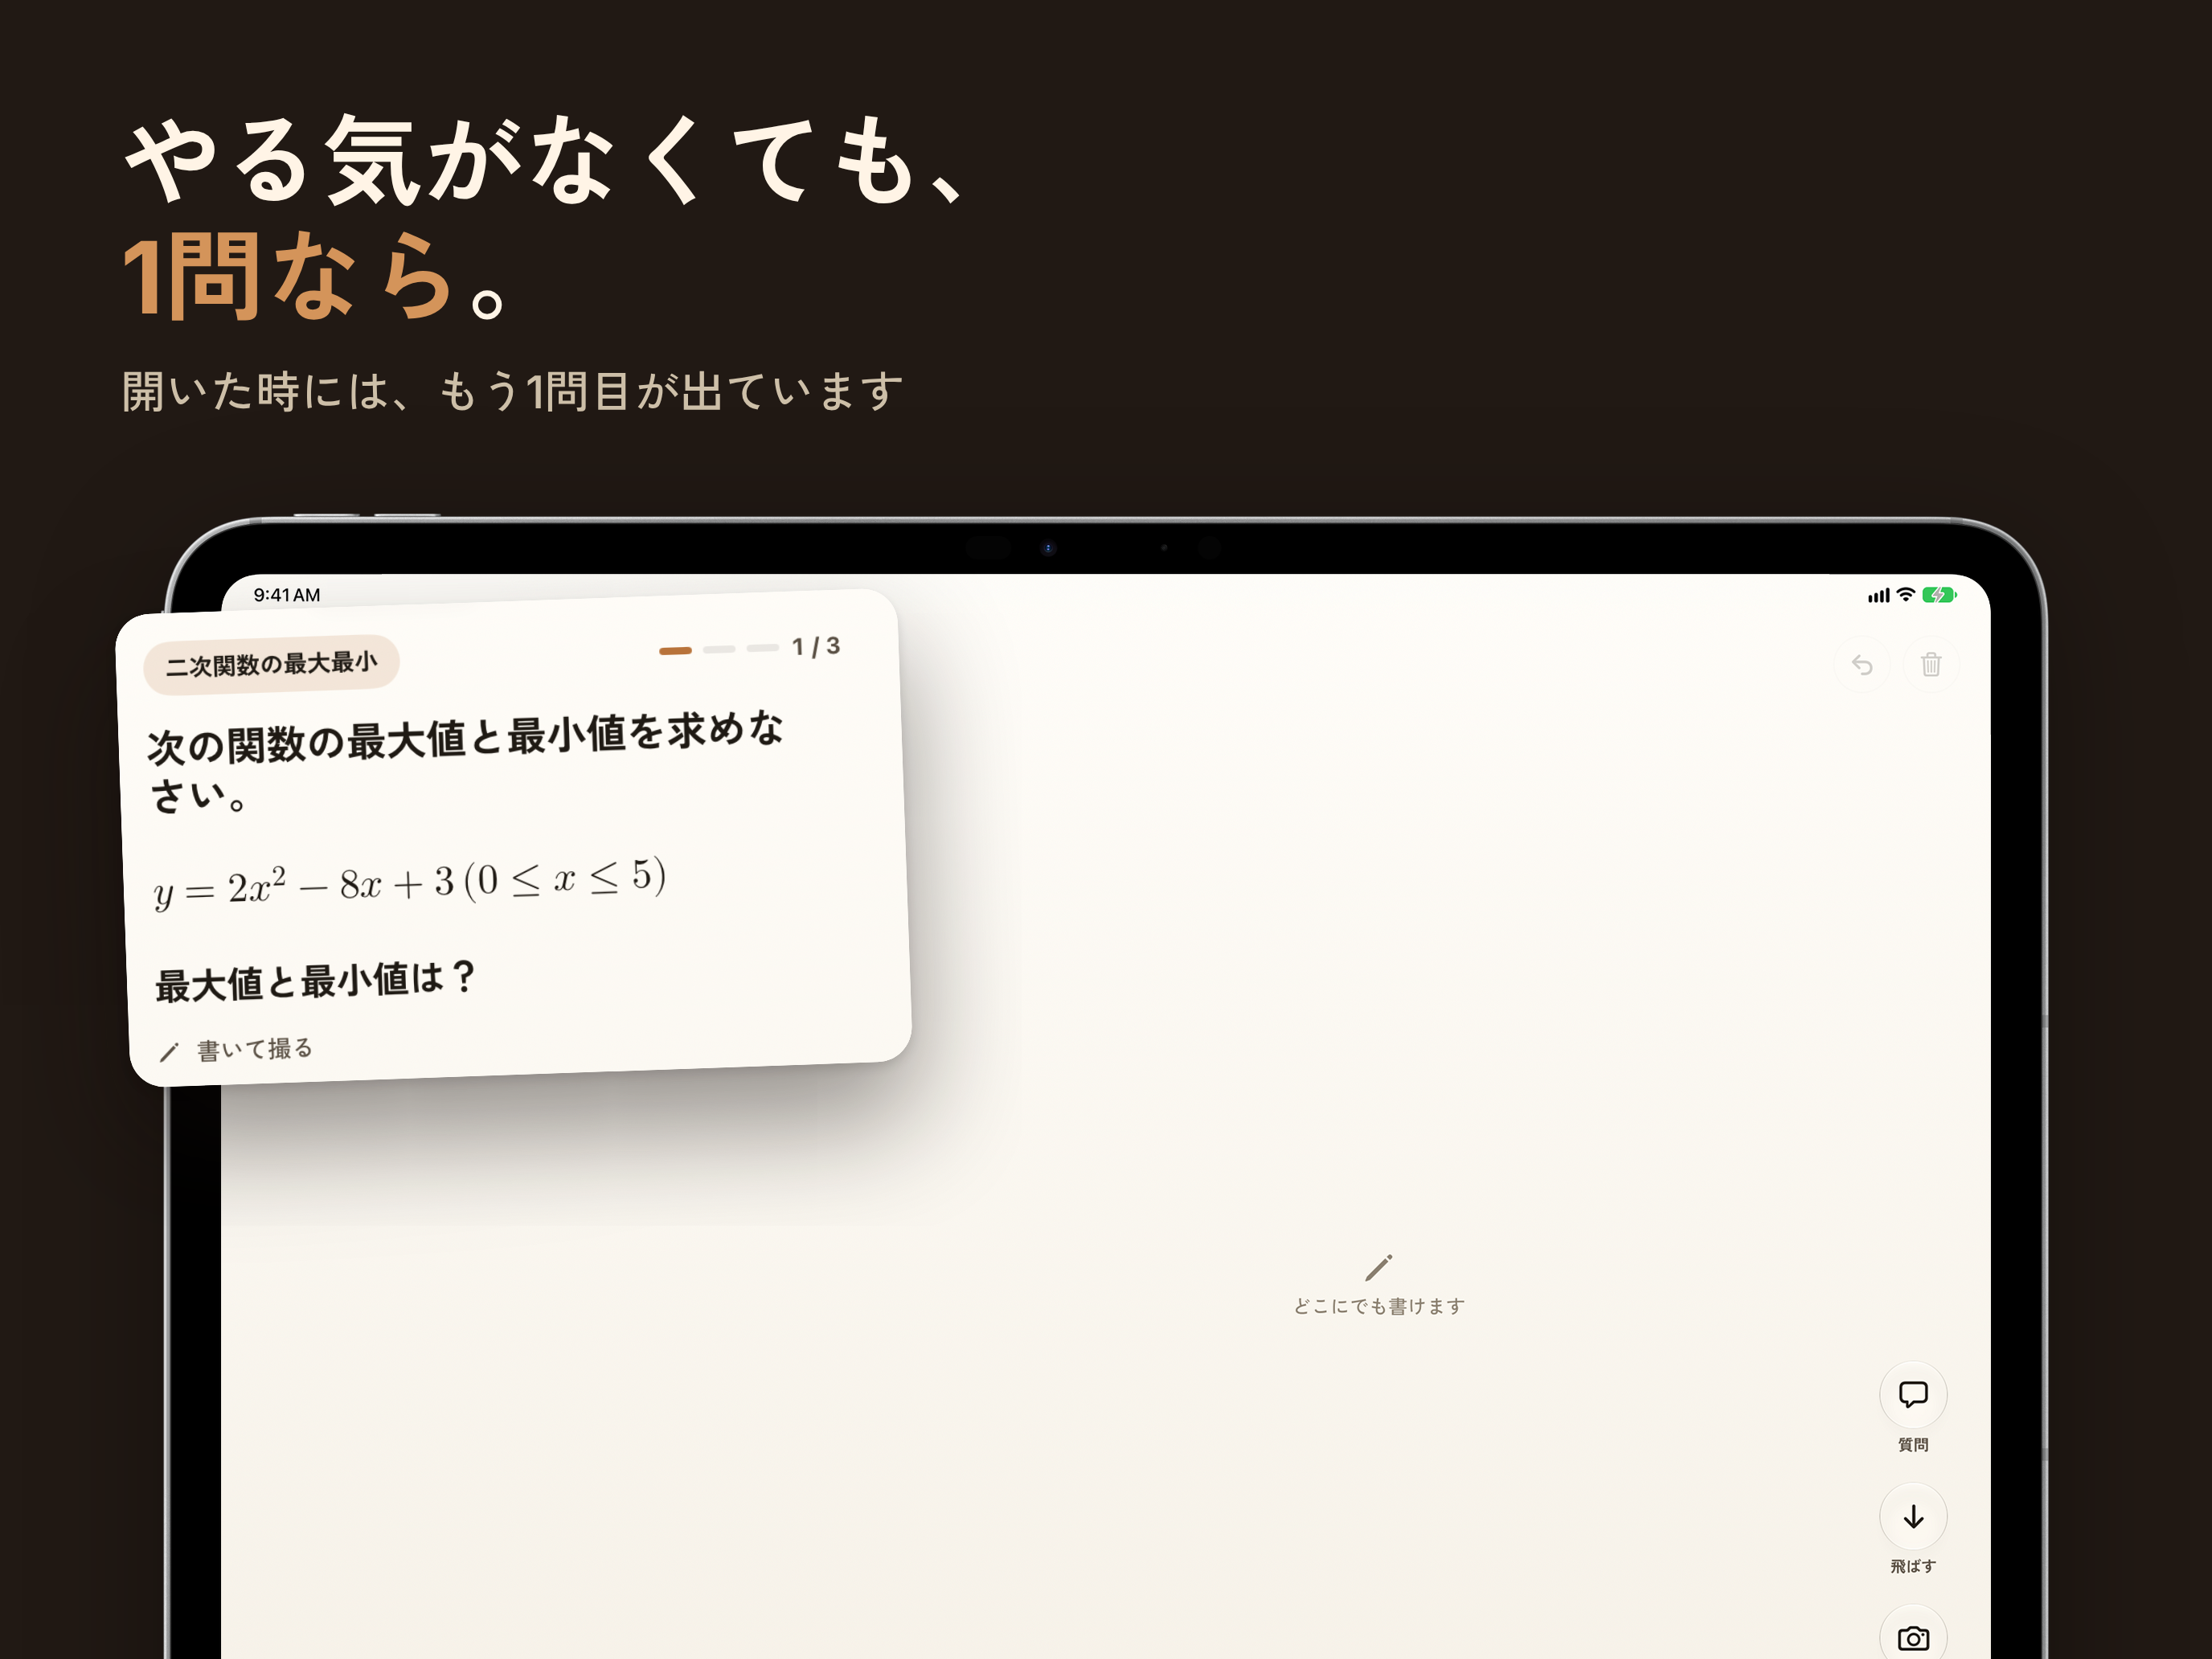 やる気がなくても、
1問なら。
開いた時には、もう1問目が出ています
9:41 AM
二次関数の最大最小
1 / 3
次の関数の最大値と最小値を求めな
さい。
y = 2x² − 8x + 3 (0 ≤ x ≤ 5)
最大値と最小値は？
書いて撮る
どこにでも書けます
質問
飛ばす